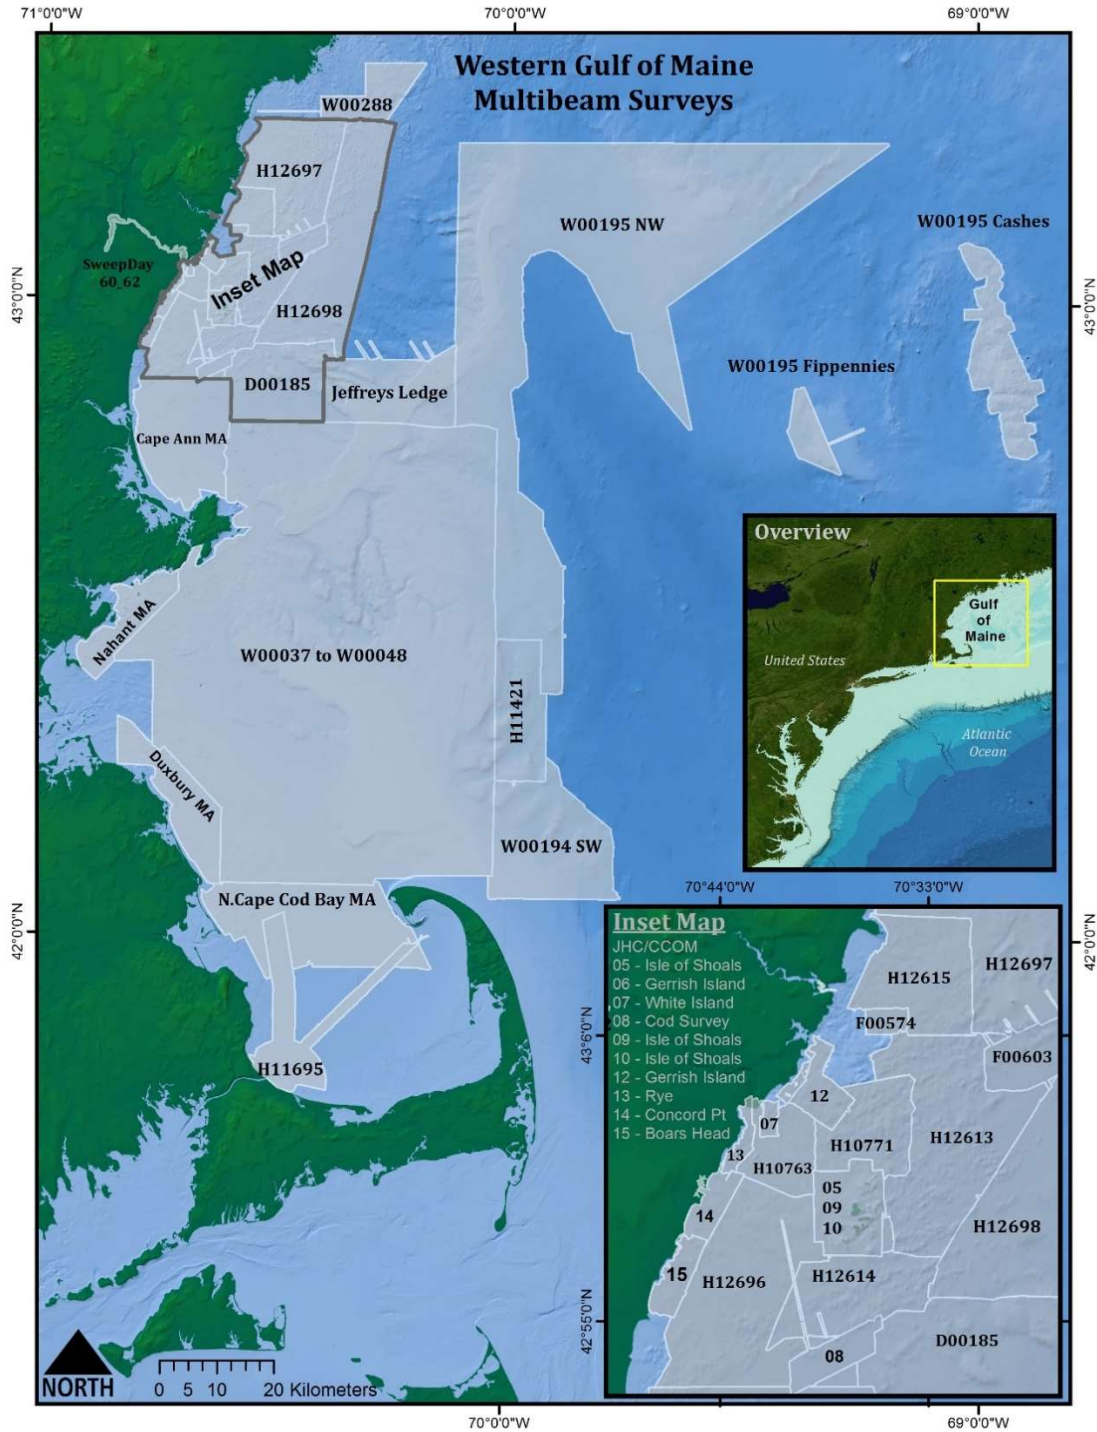 71°0'0"W
70°0'0"W
69°0'0"W
Western Gulf of Maine
Multibeam Surveys
W00288
H12697
W00195 NW
W00195 Cashes
SweepDay
60_62
Inset Map
43°0'0"N
43°0'0"N
H12698
W00195 Fippennies
D00185
Jeffreys Ledge
Cape Ann MA
Overview
Gulf
of
Maine
United States
Atlantic
Ocean
Nahant MA
W00037 to W00048
H11421
Duxbury MA
W00194 SW
N.Cape Cod Bay MA
42°0'0"N
42°0'0"N
H11695
70°44'0"W
70°33'0"W
Inset Map
JHC/CCOM
05 - Isle of Shoals
06 - Gerrish Island
07 - White Island
08 - Cod Survey
09 - Isle of Shoals
10 - Isle of Shoals
12 - Gerrish Island
13 - Rye
14 - Concord Pt
15 - Boars Head
H12615
H12697
F00574
43°6'0"N
F00603
12
07
H10771
H12613
13
H10763
05
09
10
14
H12698
15
H12696
H12614
42°55'0"N
D00185
08
NORTH
0 5 10 20 Kilometers
70°0'0"W
69°0'0"W